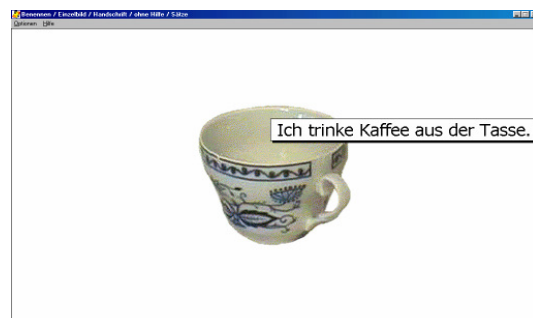 Benennen / Einzelbild / Handschrift / ohne Hilfe / Sätze
Optionen Hilfe
Ich trinke Kaffee aus der Tasse.